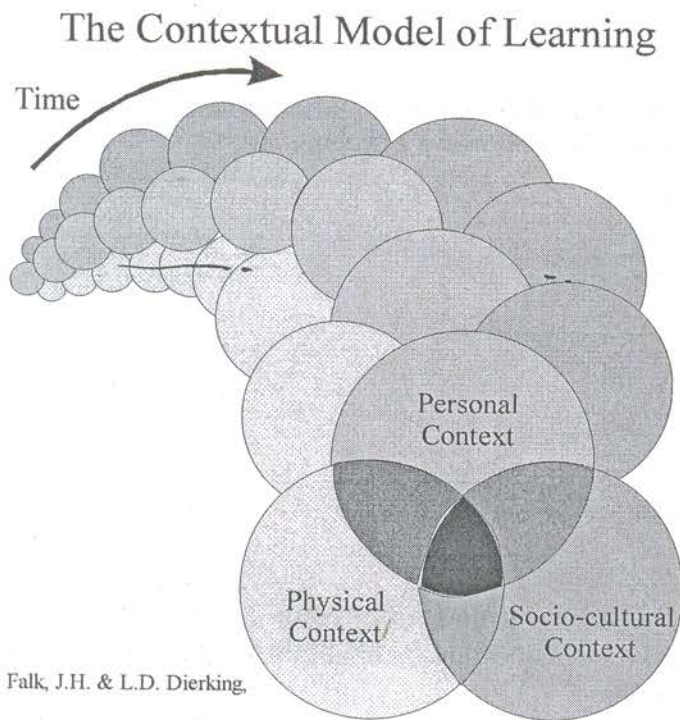 The Contextual Model of Learning
Time
Personal
Context
Physical
Context
Socio-cultural
Context
Falk, J.H. & L.D. Dierking,